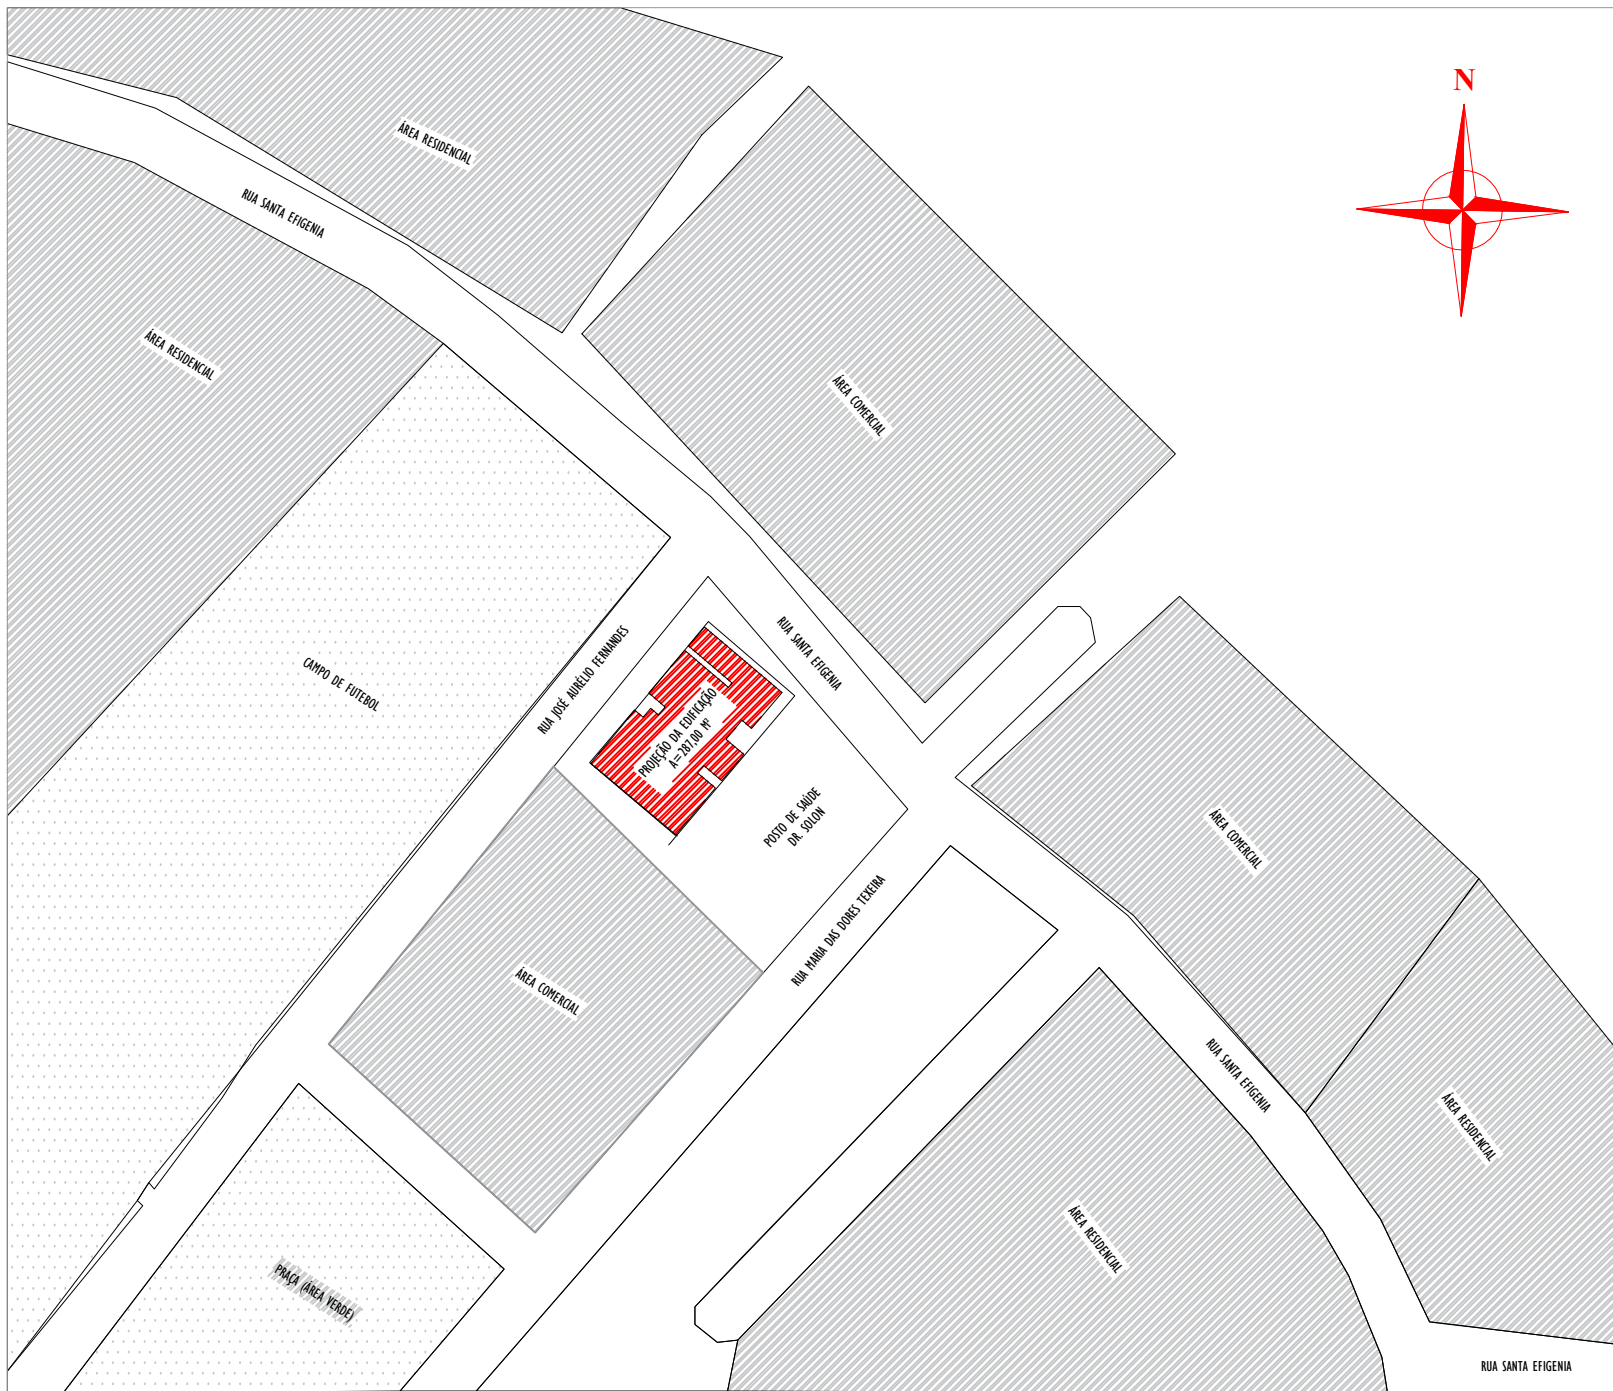 N
ÁREA RESIDENCIAL
RUA SANTA EFIGENIA
ÁREA RESIDENCIAL
ÁREA COMERCIAL
RUA SANTA EFIGENIA
CAMPO DE FUTEBOL
RUA JOSÉ AURÉLIO FERNANDES
PROJEÇÃO DA EDIFICAÇÃO
A=287,00 M²
POSTO DE SAÚDE
DR. SOLON
ÁREA COMERCIAL
RUA MARIA DAS DORES TEXEIRA
ÁREA COMERCIAL
RUA SANTA EFIGENIA
ÁREA RESIDENCIAL
ÁREA RESIDENCIAL
PRAÇA (ÁREA VERDE)
RUA SANTA EFIGENIA